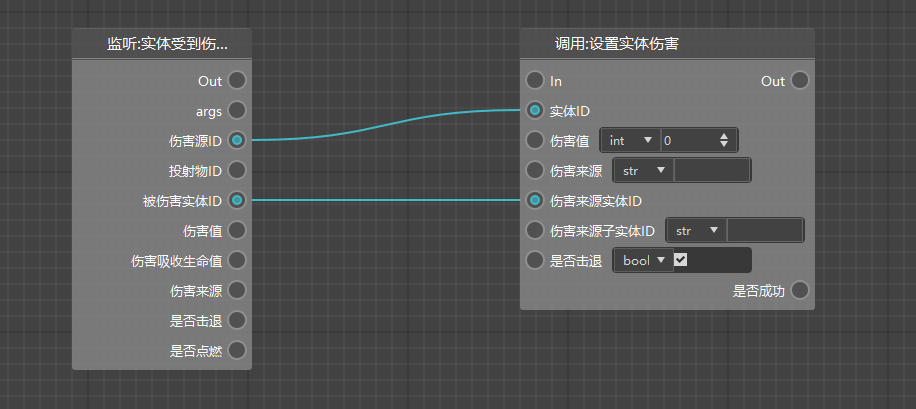 监听:实体受到伤...
Out
args
伤害源ID
投射物ID
被伤害实体ID
伤害值
伤害吸收生命值
伤害来源
是否击退
是否点燃
调用:设置实体伤害
In Out
实体ID
伤害值 int 0
伤害来源 str
伤害来源实体ID
伤害来源子实体ID str
是否击退 bool
是否成功